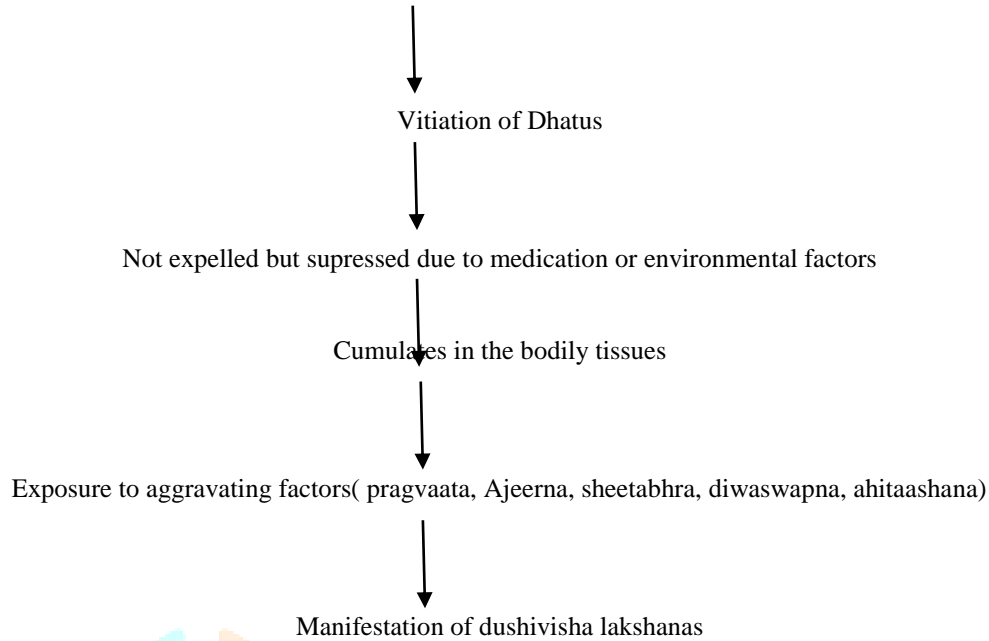 Vitiation of Dhatus
Not expelled but supressed due to medication or environmental factors
Cumulates in the bodily tissues
Exposure to aggravating factors( pragvaata, Ajeerna, sheetabhra, diwaswapna, ahitaashana)
Manifestation of dushivisha lakshanas